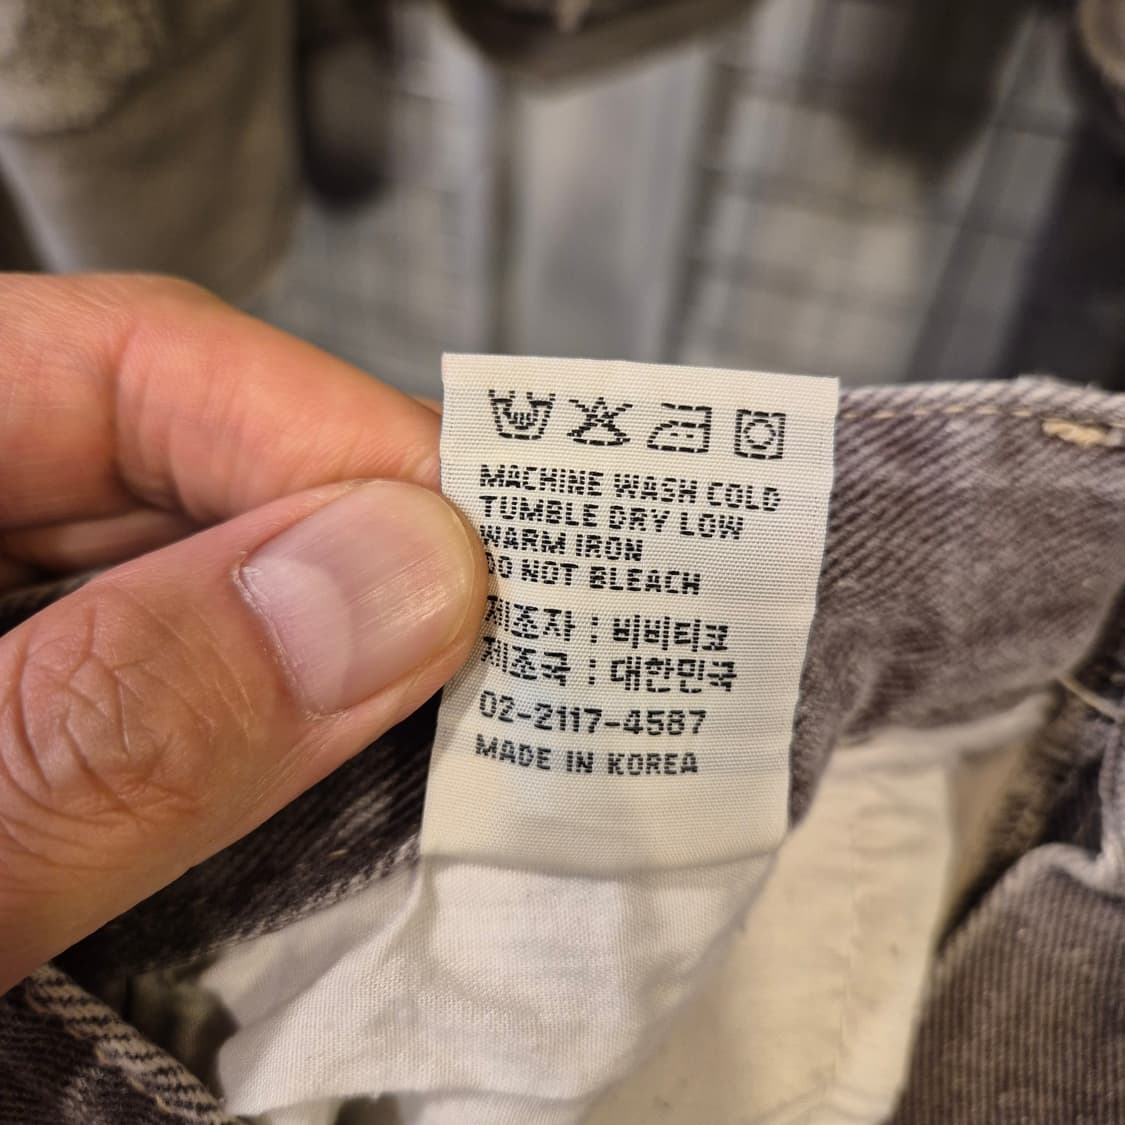 MACHINE WASH COLD
TUMBLE DRY LOW
WARM IRON
DO NOT BLEACH
제조자 : 비비티코
제조국 : 대한민국
02-2117-4587
MADE IN KOREA